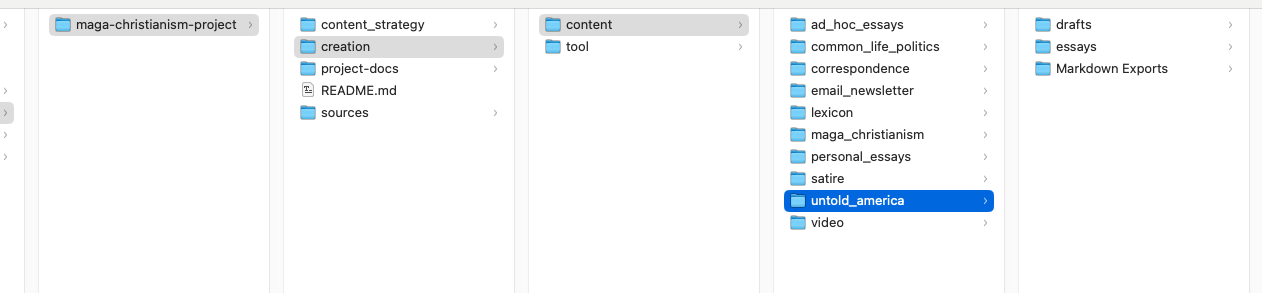 maga-christianism-project
content_strategy
creation
project-docs
README.md
sources
content
tool
ad_hoc_essays
common_life_politics
correspondence
email_newsletter
lexicon
maga_christianism
personal_essays
satire
untold_america
video
drafts
essays
Markdown Exports